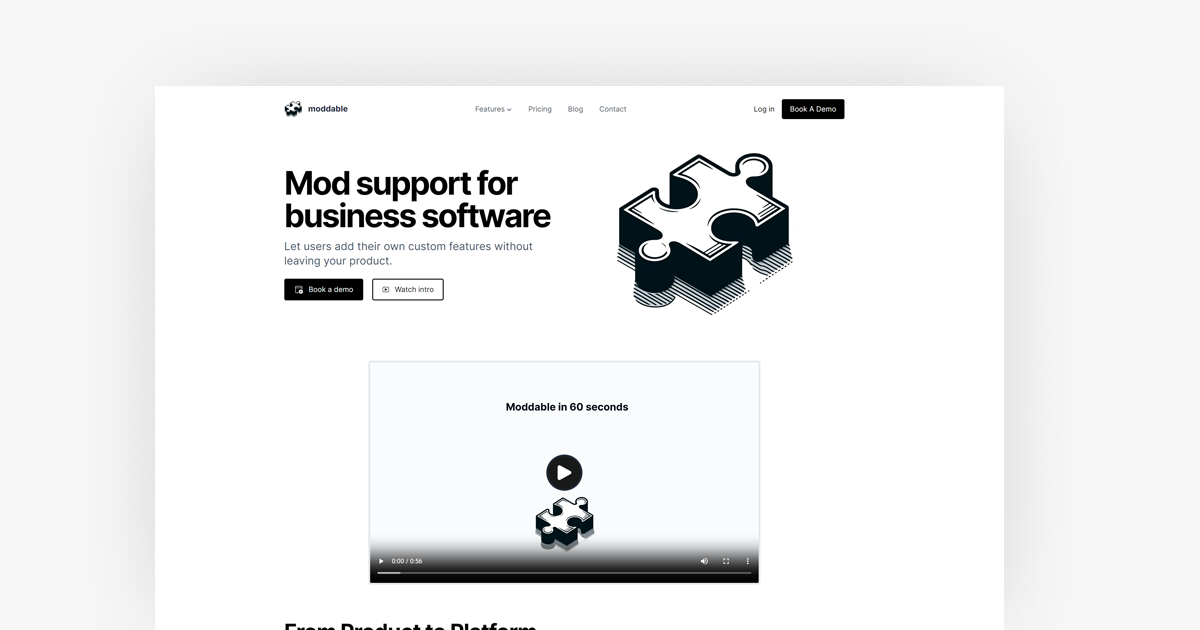 moddable
Features
Pricing
Blog
Contact
Log in
Book A Demo
Mod support for
business software
Let users add their own custom features without
leaving your product.
Book a demo
Watch intro
Moddable in 60 seconds
0:00 / 0:56
From Product to Platform